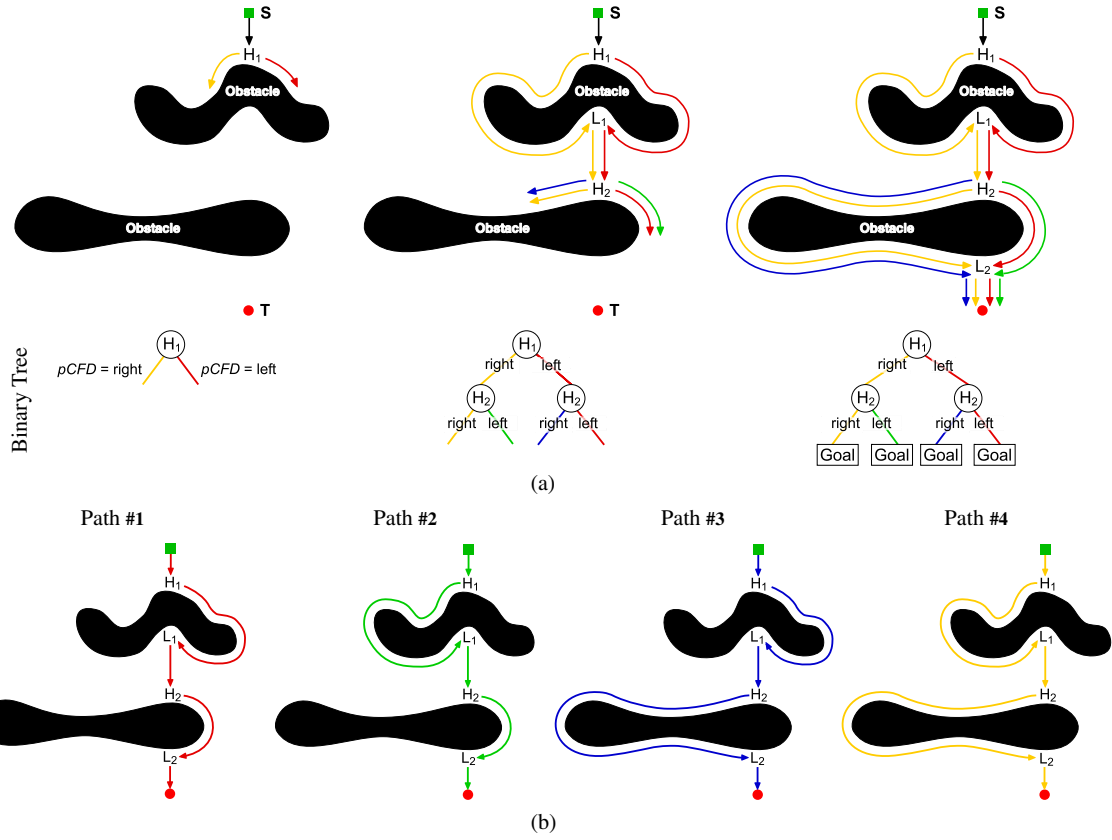 S S S
H₁ H₁ H₁
Obstacle Obstacle Obstacle
L₁ L₁
H₂ H₂
Obstacle Obstacle Obstacle
L₂
T T
Binary Tree
H₁ H₁ H₁
pCFD = right pCFD = left right left right left
H₂ H₂ H₂ H₂
right left right left right left right left
Goal Goal Goal Goal
(a)
Path #1 Path #2 Path #3 Path #4
H₁ H₁ H₁ H₁
L₁ L₁ L₁ L₁
H₂ H₂ H₂ H₂
L₂ L₂ L₂ L₂
(b)